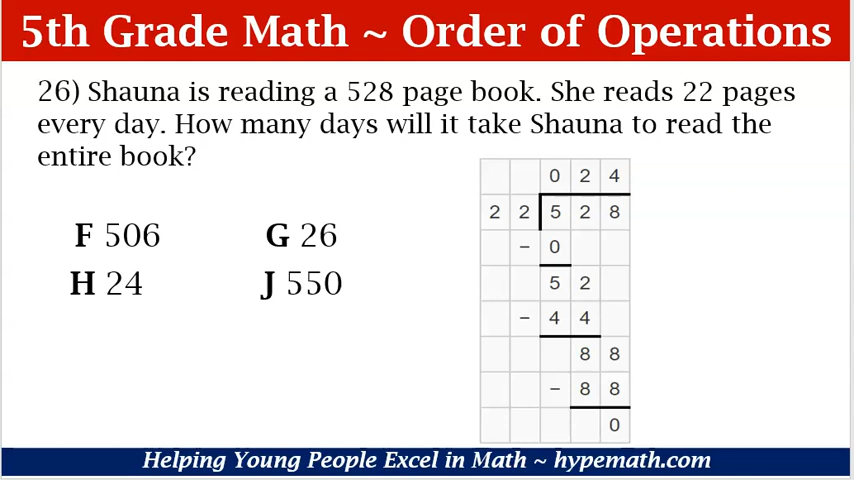 5th Grade Math ~ Order of Operations
26) Shauna is reading a 528 page book. She reads 22 pages
every day. How many days will it take Shauna to read the
entire book?
F 506 G 26
H 24 J 550
0 2 4
2 2 5 2 8
- 0
5 2
- 4 4
8 8
- 8 8
0
Helping Young People Excel in Math ~ hypemath.com